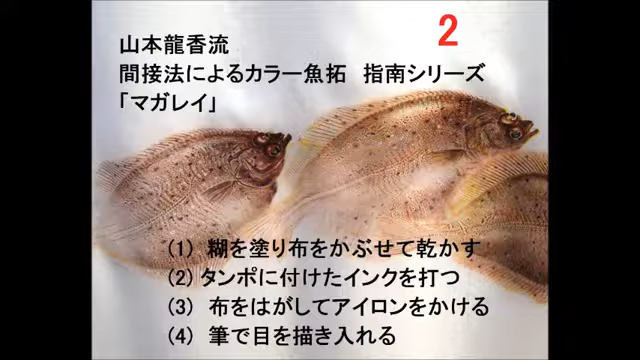 2
山本龍香流
間接法によるカラー魚拓　指南シリーズ
「マガレイ」
(1)　糊を塗り布をかぶせて乾かす
(2) タンポに付けたインクを打つ
(3)　布をはがしてアイロンをかける
(4)　筆で目を描き入れる